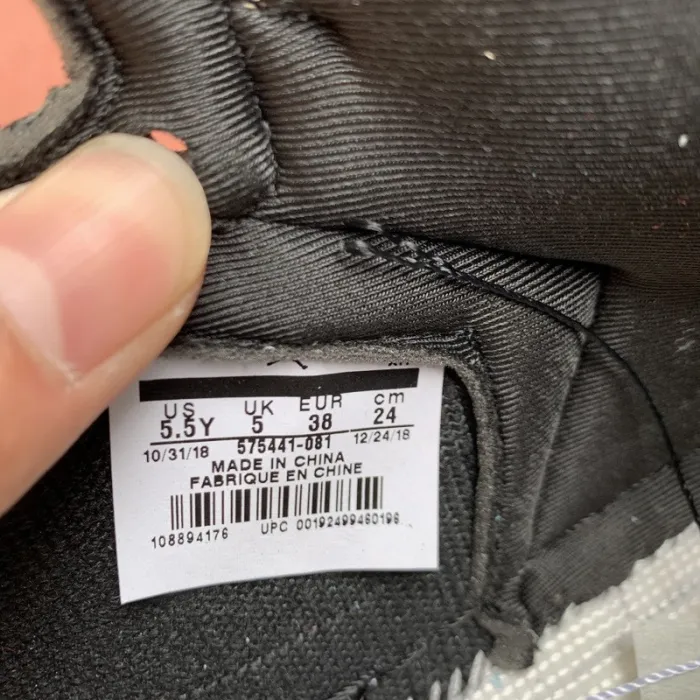 US UK EUR cm
5.5Y 5 38 24
10/31/18 575441-081 12/24/18
MADE IN CHINA
FABRIQUE EN CHINE
108894176 UPC 00192499460196